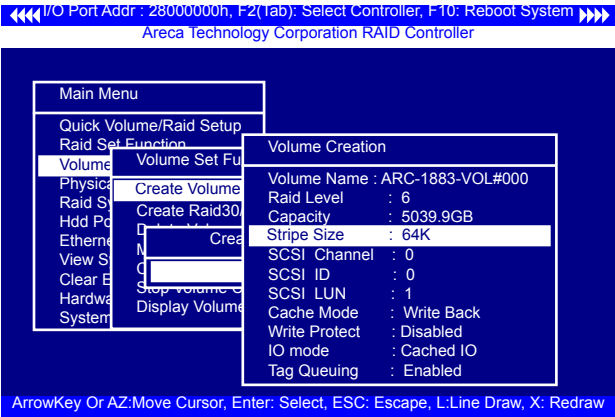 I/O Port Addr : 28000000h, F2(Tab): Select Controller, F10: Reboot System
Areca Technology Corporation RAID Controller
Main Menu
Quick Volume/Raid Setup
Raid Set Function
Volume
Physica
Raid Sy
Hdd Po
Etherne
View S
Clear E
Hardwa
System
Volume Set Fu
Create Volume
Create Raid30/
Display Volume
Crea
Volume Creation
Volume Name : ARC-1883-VOL#000
Raid Level : 6
Capacity : 5039.9GB
Stripe Size : 64K
SCSI Channel : 0
SCSI ID : 0
SCSI LUN : 1
Cache Mode : Write Back
Write Protect : Disabled
IO mode : Cached IO
Tag Queuing : Enabled
ArrowKey Or AZ:Move Cursor, Enter: Select, ESC: Escape, L:Line Draw, X: Redraw